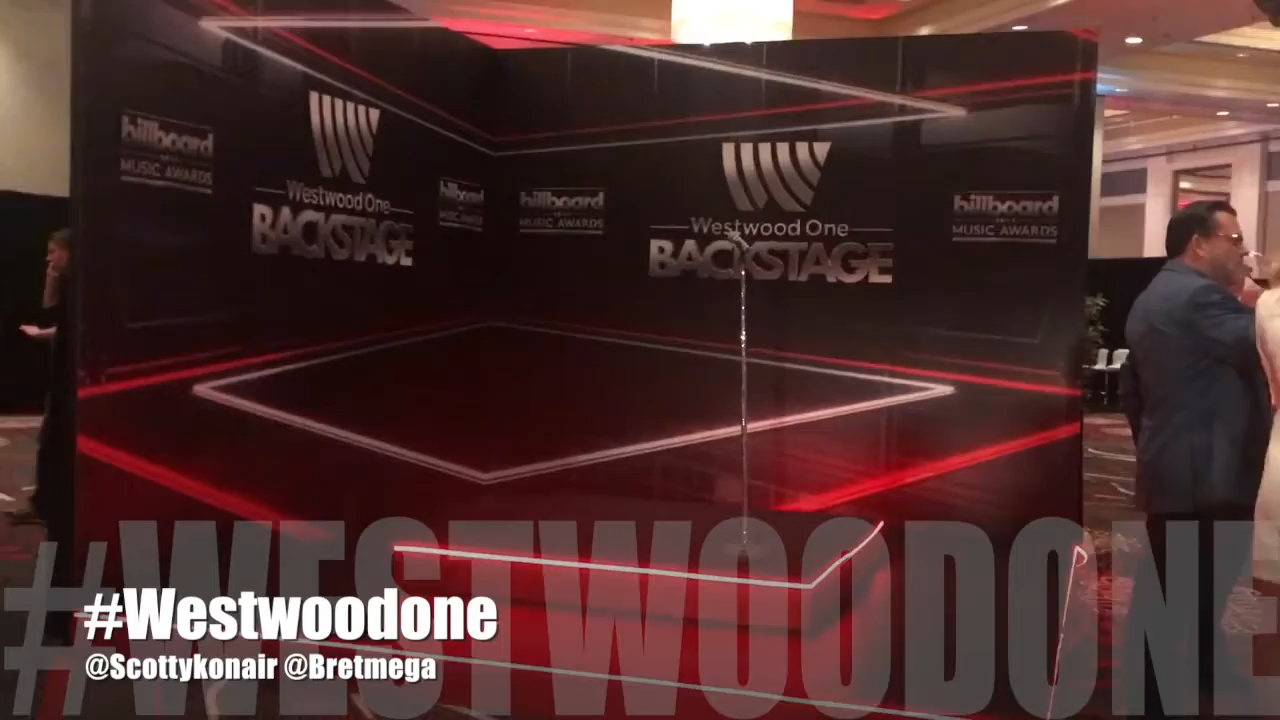 billboard
MUSIC AWARDS
Westwood One
BACKSTAGE
billboard
MUSIC AWARDS
billboard
MUSIC AWARDS
Westwood One
BACKSTAGE
billboard
MUSIC AWARDS
#WESTWOODONE
#Westwoodone
@Scottykonair @Bretmega